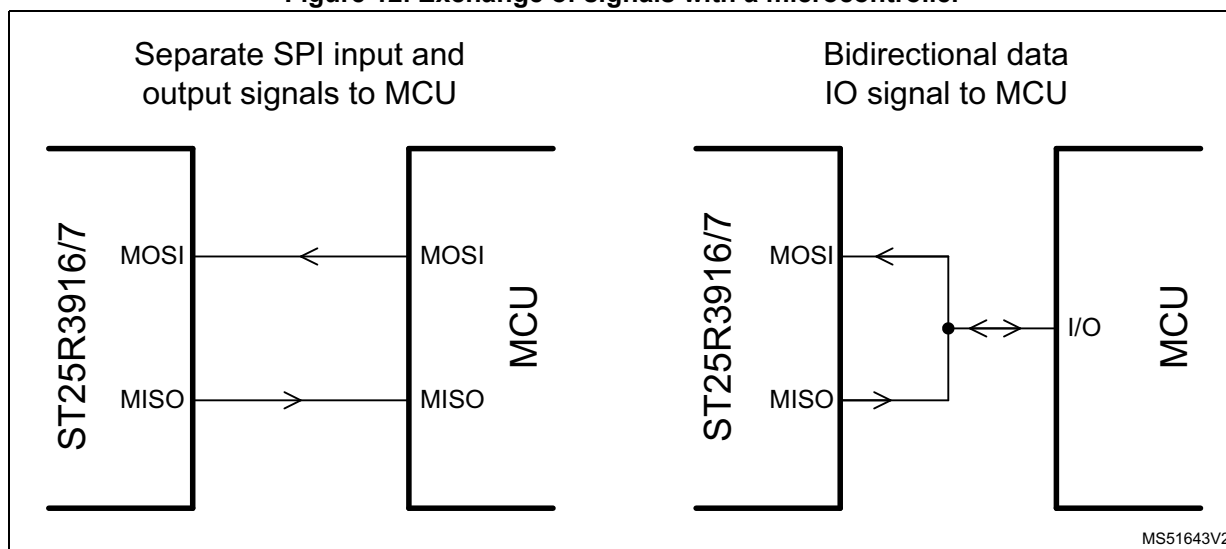 Figure 12. Exchange of signals with a microcontroller
Separate SPI input and
output signals to MCU
ST25R3916/7
MOSI
MISO
MOSI
MISO
MCU
Bidirectional data
IO signal to MCU
ST25R3916/7
MOSI
MISO
I/O
MCU
MS51643V2